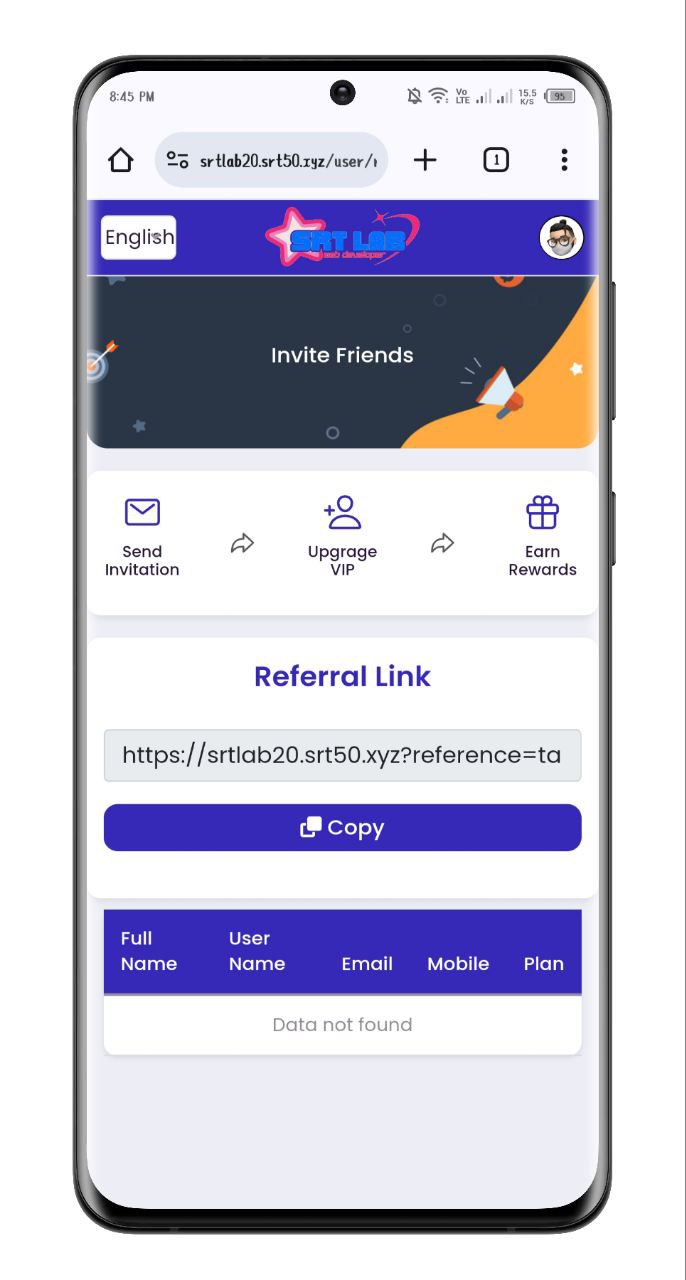 8:45 PM
Vo
LTE
15.5
K/S
95
srtlab20.srt50.xyz/user/r
1
English
SRT LAB
web developer
Invite Friends
Send
Invitation
Upgrage
VIP
Earn
Rewards
Referral Link
https://srtlab20.srt50.xyz?reference=ta
Copy
Full
Name
User
Name
Email
Mobile
Plan
Data not found